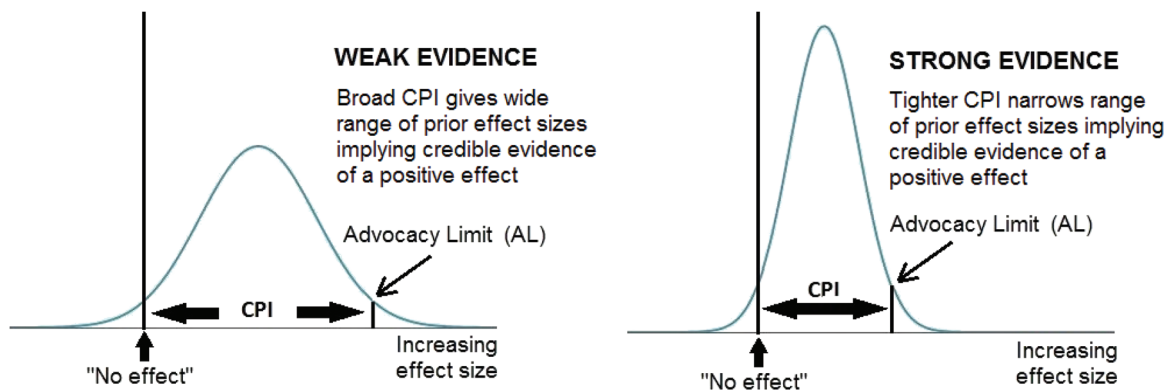 WEAK EVIDENCE
Broad CPI gives wide
range of prior effect sizes
implying credible evidence
of a positive effect
Advocacy Limit (AL)
CPI
Increasing
effect size
"No effect"
STRONG EVIDENCE
Tighter CPI narrows range
of prior effect sizes implying
credible evidence of a
positive effect
Advocacy Limit (AL)
CPI
Increasing
effect size
"No effect"